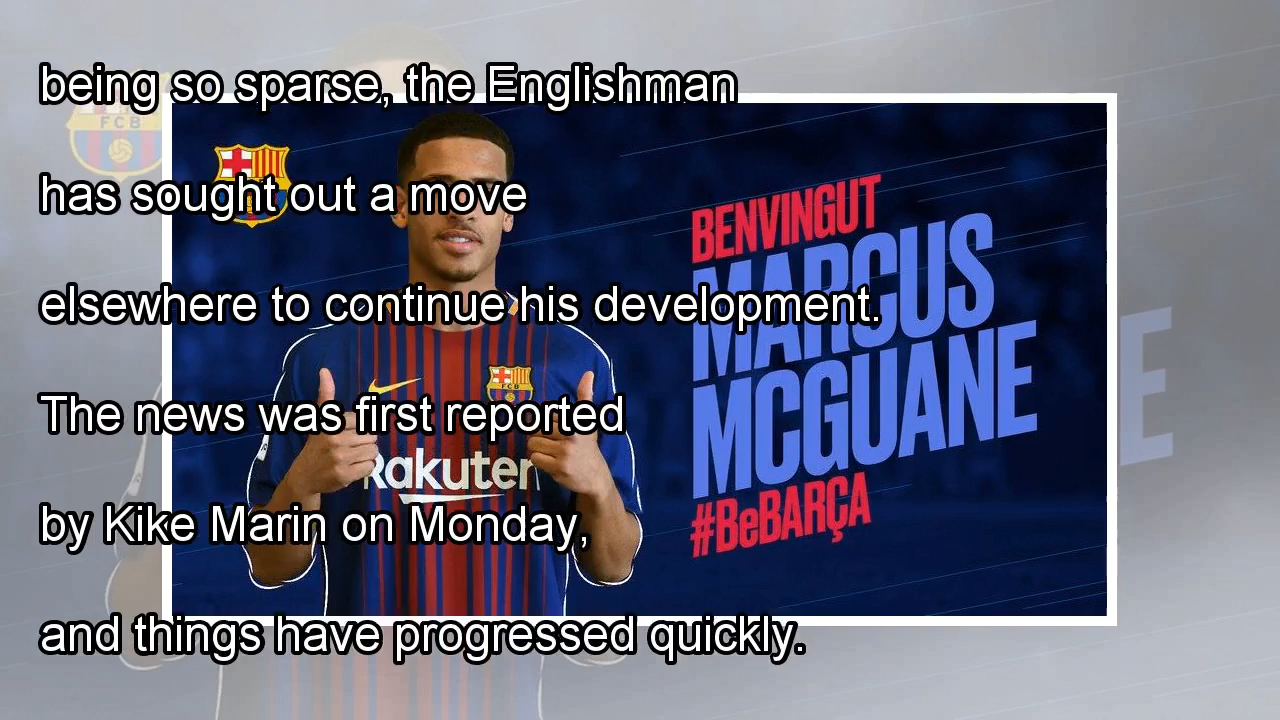 being so sparse, the Englishman
has sought out a move
elsewhere to continue his development.
The news was first reported
by Kike Marin on Monday,
and things have progressed quickly.
FCB
BENVINGUT
MARCUS
MCGUANE
#BeBARÇA
FCB
Rakuten
E